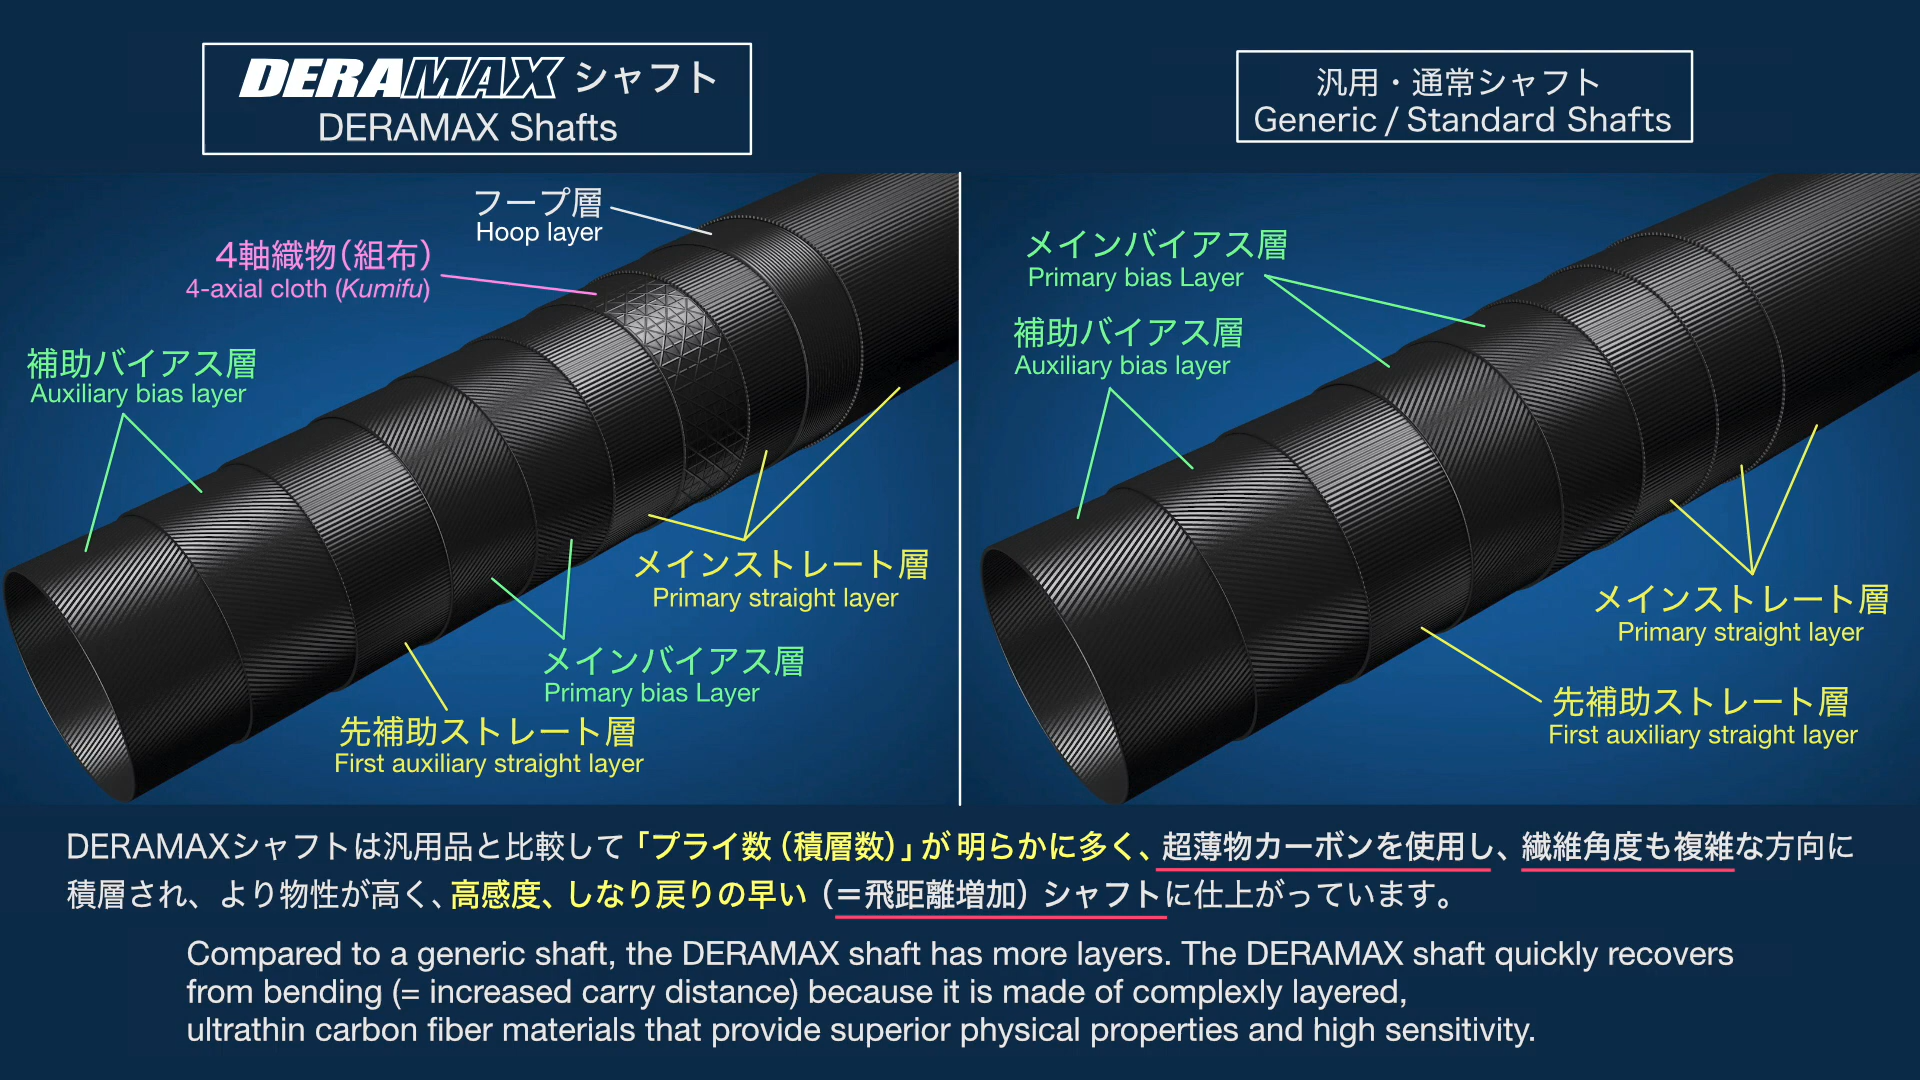 DERAMAX シャフト
DERAMAX Shafts
フープ層
Hoop layer
4軸織物(組布)
4-axial cloth (Kumifu)
補助バイアス層
Auxiliary bias layer
メインストレート層
Primary straight layer
メインバイアス層
Primary bias Layer
先補助ストレート層
First auxiliary straight layer
汎用・通常シャフト
Generic / Standard Shafts
メインバイアス層
Primary bias Layer
補助バイアス層
Auxiliary bias layer
メインストレート層
Primary straight layer
先補助ストレート層
First auxiliary straight layer
DERAMAXシャフトは汎用品と比較して「プライ数(積層数)」が明らかに多く、超薄物カーボンを使用し、繊維角度も複雑な方向に
積層され、より物性が高く、高感度、しなり戻りの早い(=飛距離増加)シャフトに仕上がっています。
Compared to a generic shaft, the DERAMAX shaft has more layers. The DERAMAX shaft quickly recovers
from bending (= increased carry distance) because it is made of complexly layered,
ultrathin carbon fiber materials that provide superior physical properties and high sensitivity.